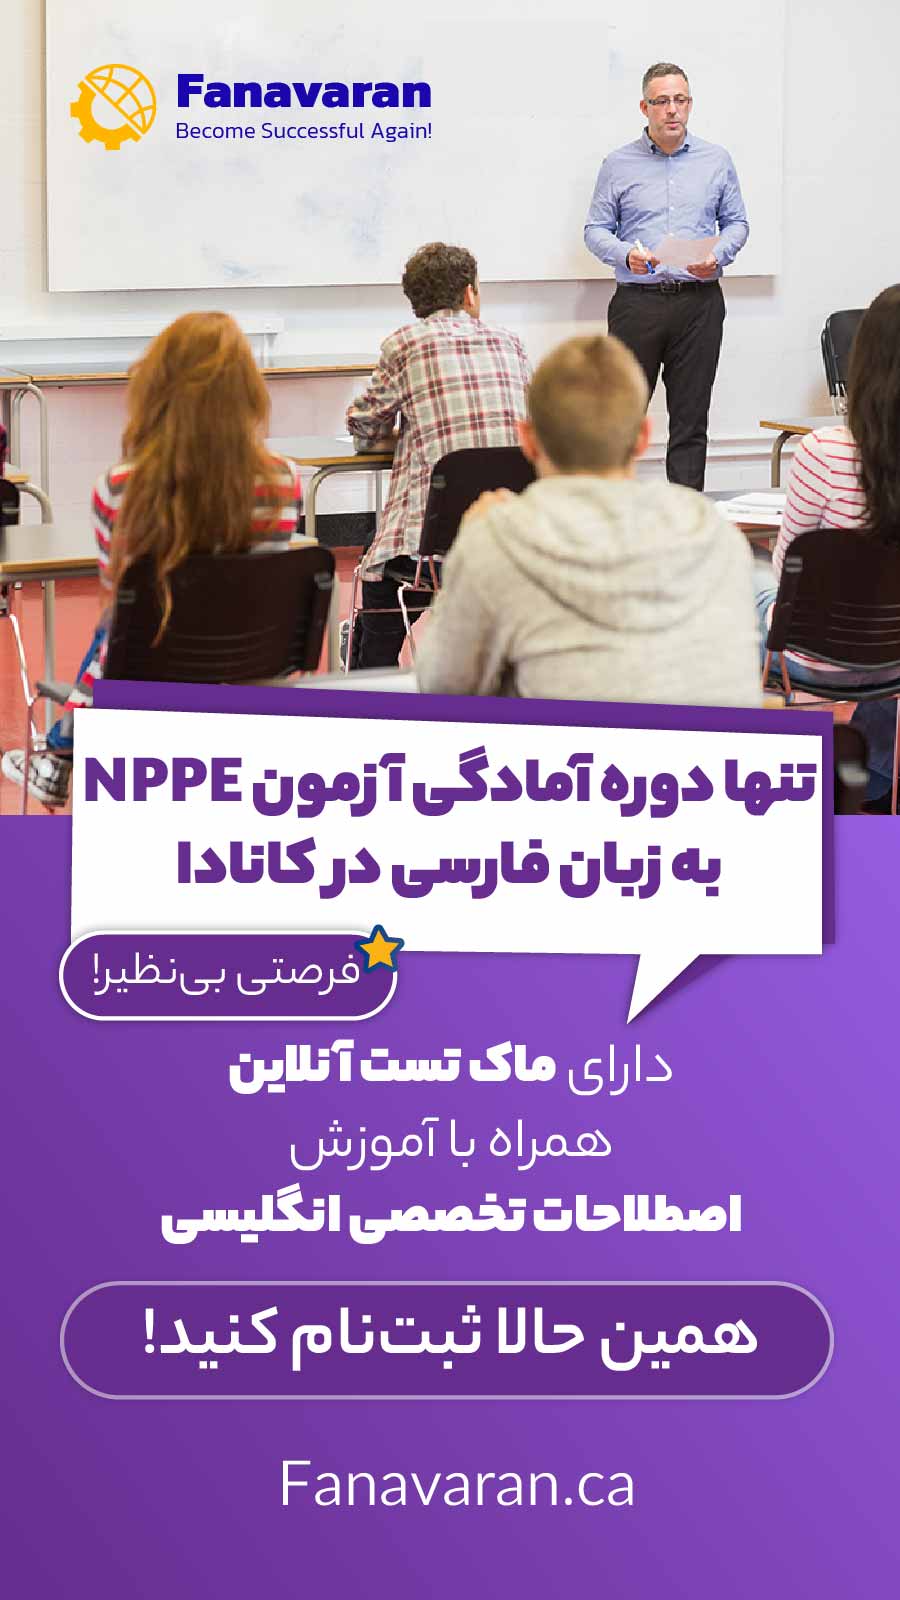 Fanavaran
Become Successful Again!
تنها دوره آمادگی آزمون NPPE
به زبان فارسی در کانادا
فرصتی بی‌نظیر!
دارای ماک تست آنلاین
همراه با آموزش
اصطلاحات تخصصی انگلیسی
همین حالا ثبت‌نام کنید!
Fanavaran.ca